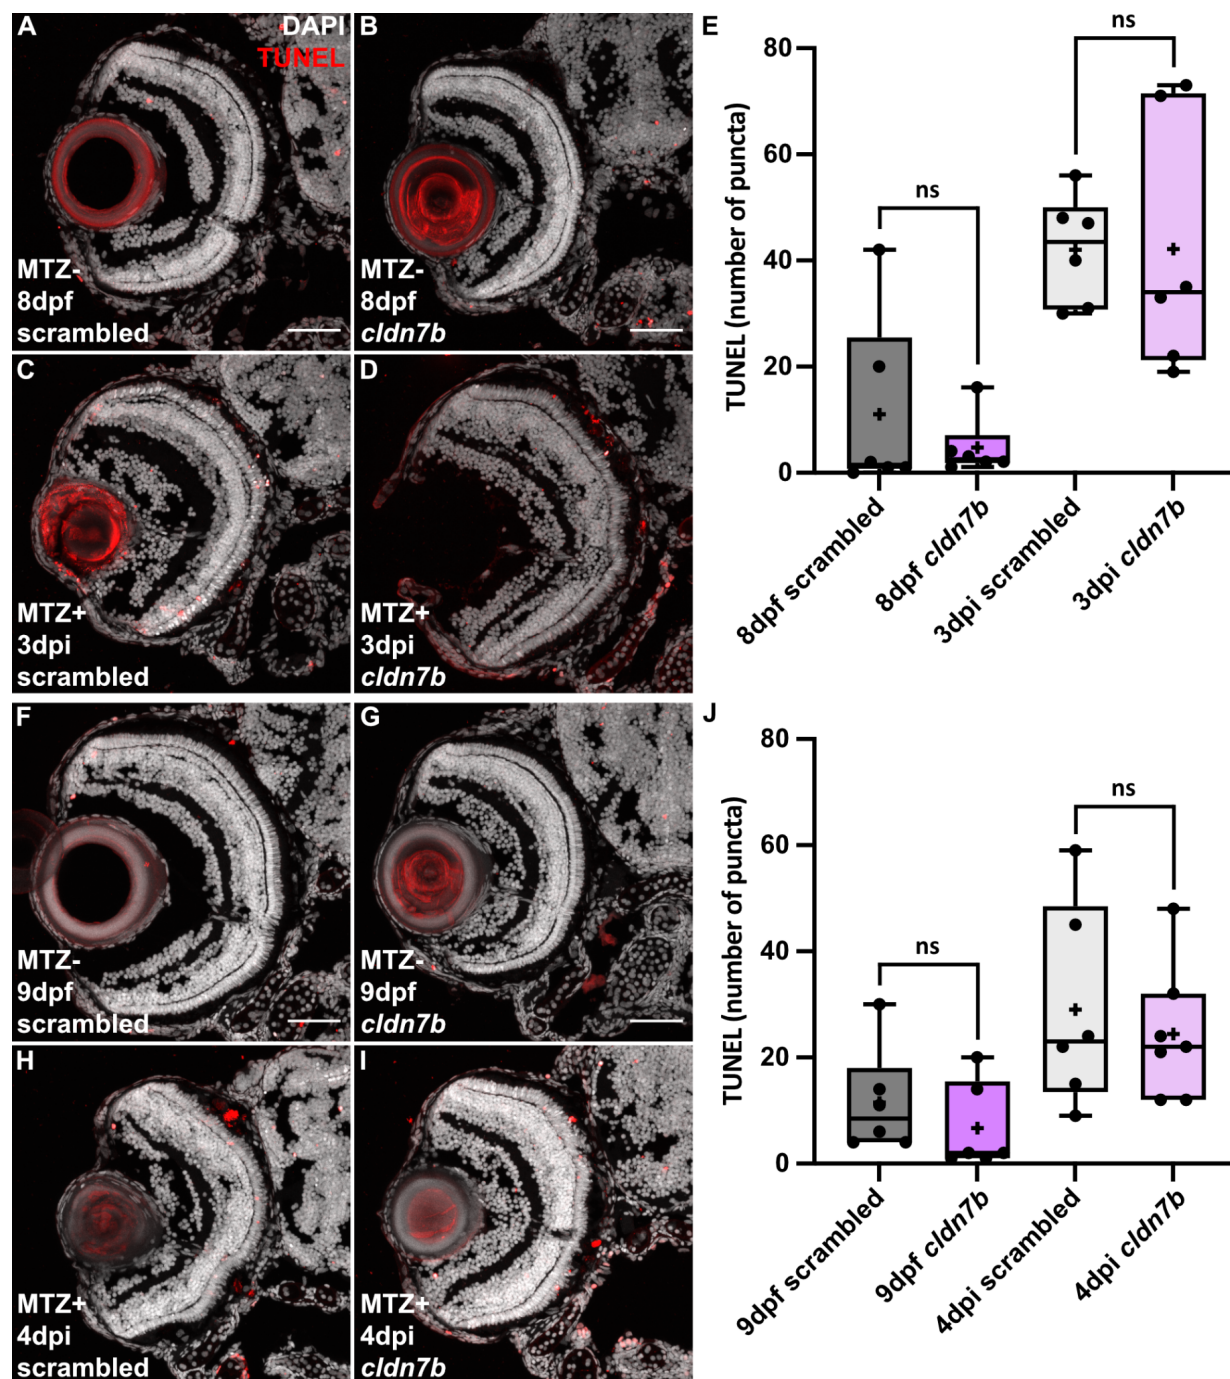 A
DAPI
TUNEL
MTZ-
8dpf
scrambled
B
MTZ-
8dpf
cldn7b
C
MTZ+
3dpi
scrambled
D
MTZ+
3dpi
cldn7b
E
TUNEL (number of puncta)
80
60
40
20
0
ns
ns
8dpf scrambled
8dpf cldn7b
3dpi scrambled
3dpi cldn7b
F
MTZ-
9dpf
scrambled
G
MTZ-
9dpf
cldn7b
H
MTZ+
4dpi
scrambled
I
MTZ+
4dpi
cldn7b
J
TUNEL (number of puncta)
80
60
40
20
0
ns
ns
9dpf scrambled
9dpf cldn7b
4dpi scrambled
4dpi cldn7b